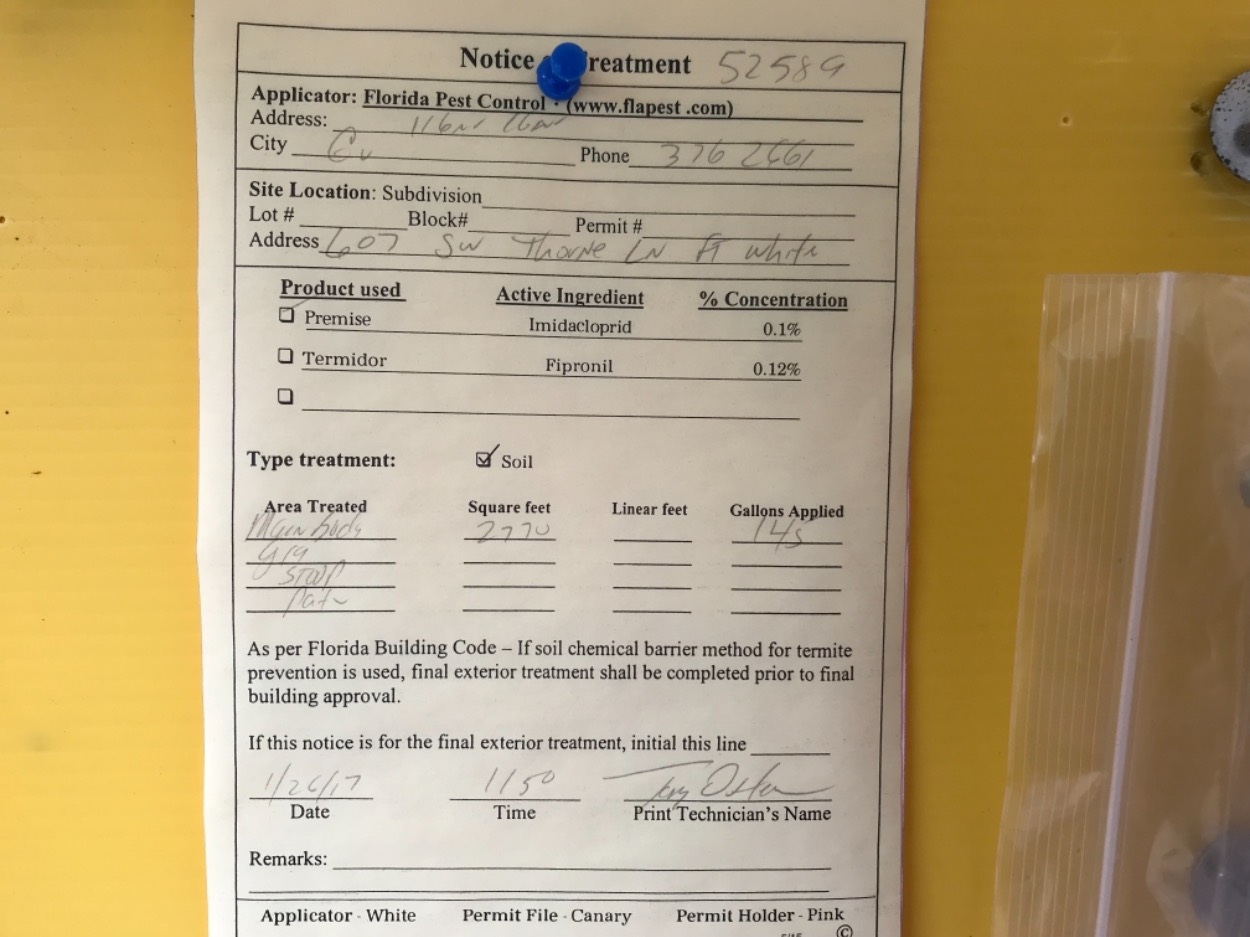 Notice Treatment 52589
Applicator: Florida Pest Control · (www.flapest .com)
Address:
City Phone 376 2661
Site Location: Subdivision
Lot # Block# Permit #
Address 607 SW Thorne LN Ft White
Product used Active Ingredient % Concentration
Premise Imidacloprid 0.1%
Termidor Fipronil 0.12%
Type treatment: Soil
Area Treated Square feet Linear feet Gallons Applied
Main body 2770 145
Stoop
As per Florida Building Code – If soil chemical barrier method for termite
prevention is used, final exterior treatment shall be completed prior to final
building approval.
If this notice is for the final exterior treatment, initial this line
1/26/17 1150
Date Time Print Technician's Name
Remarks:
Applicator - White Permit File - Canary Permit Holder - Pink
©